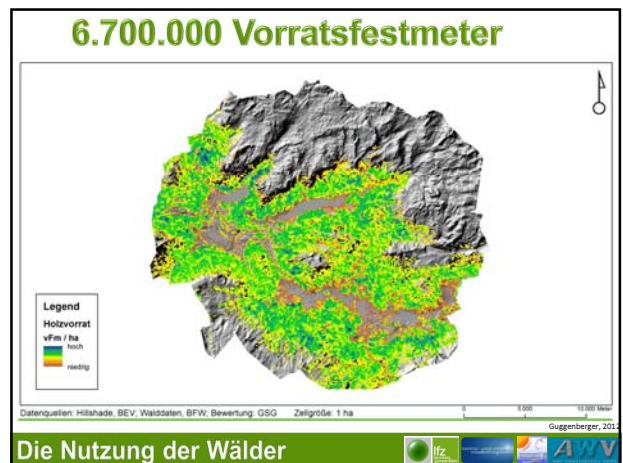 6.700.000 Vorratsfestmeter
Legend
Holzvorrat
vFm / ha
hoch
niedrig
Datenquellen: Hillshade, BEV; Walddaten, BFW; Bewertung: GSG Zellgröße: 1 ha
0 5.000 10.000 Meter
Guggenberger, 2012
Die Nutzung der Wälder
lfz
AWV